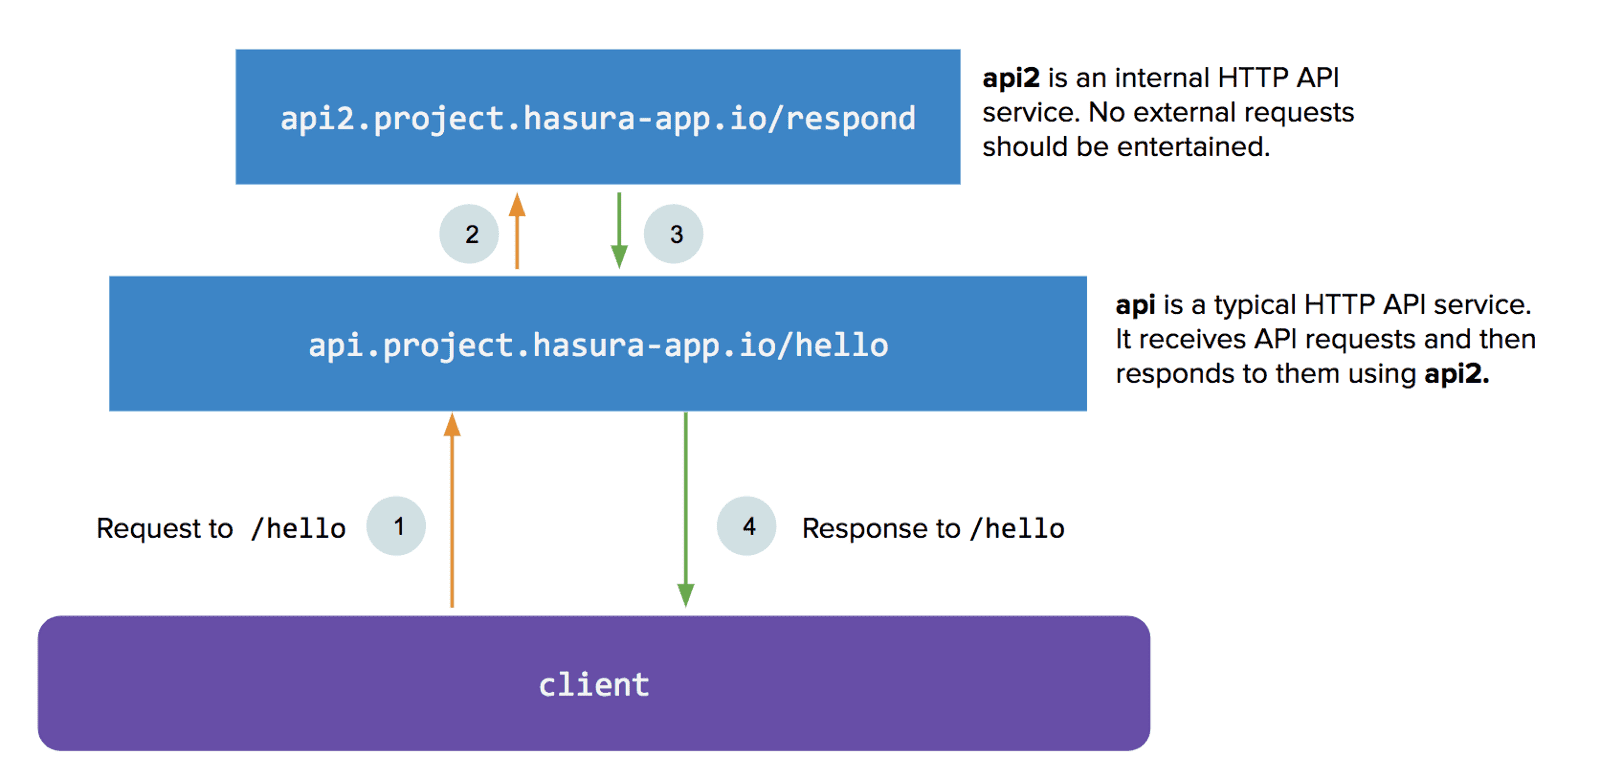 api2.project.hasura-app.io/respond
api2 is an internal HTTP API
service. No external requests
should be entertained.
2
3
api.project.hasura-app.io/hello
api is a typical HTTP API service.
It receives API requests and then
responds to them using api2.
Request to /hello
1
4
Response to /hello
client